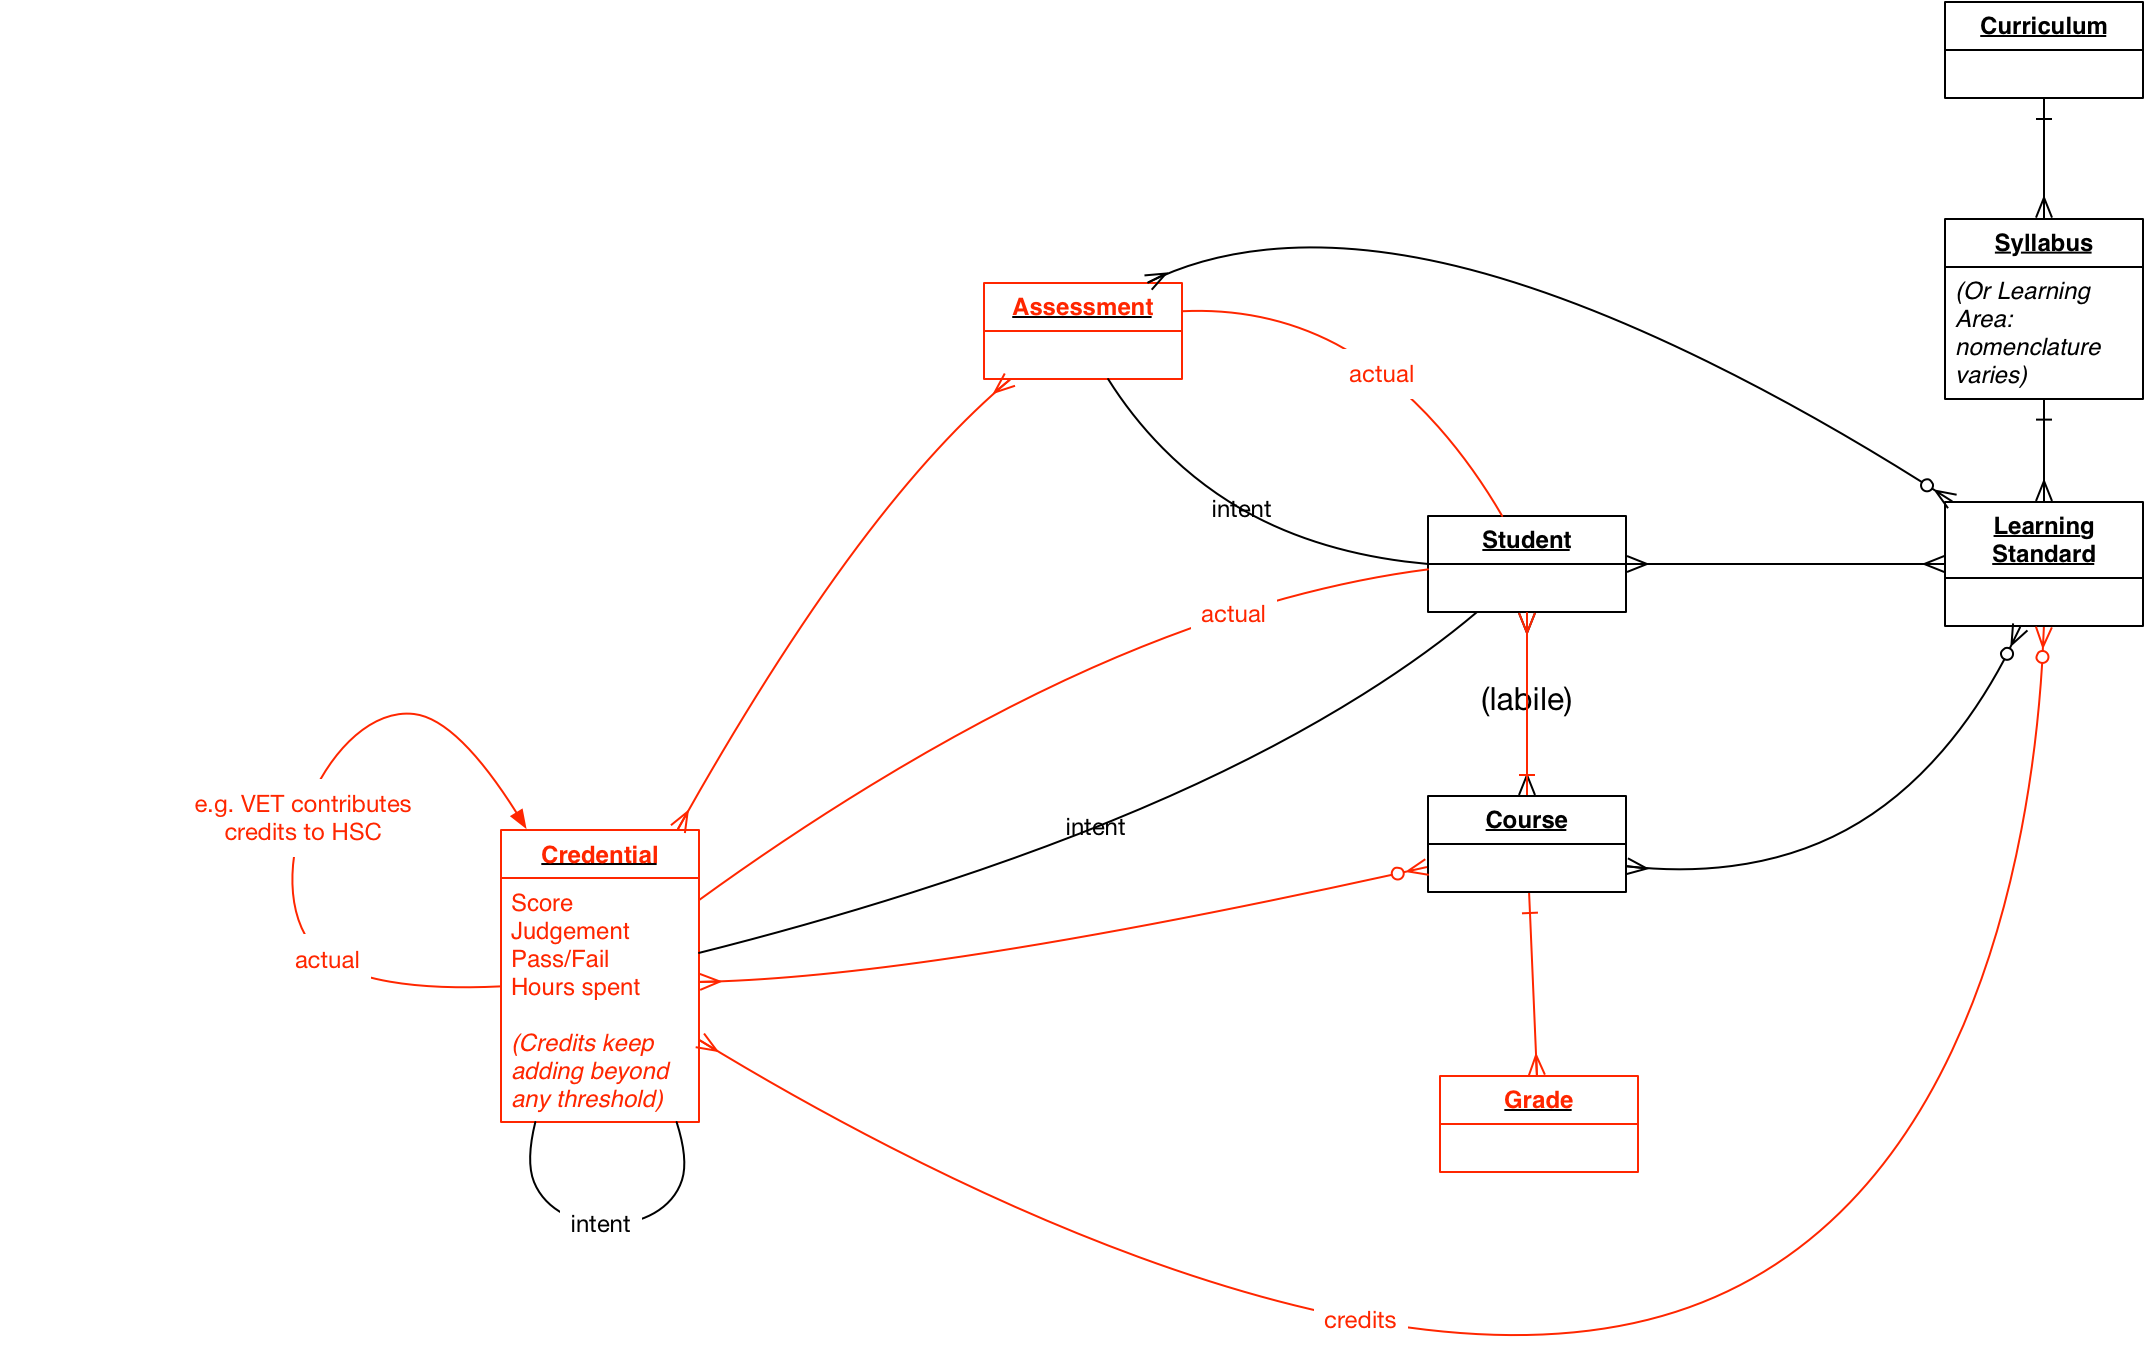 Curriculum
Syllabus
(Or Learning
Area:
nomenclature
varies)
Assessment
actual
intent
Learning
Standard
Student
actual
(labile)
e.g. VET contributes
credits to HSC
intent
Course
Credential
Score
Judgement
Pass/Fail
Hours spent
(Credits keep
adding beyond
any threshold)
actual
Grade
intent
credits